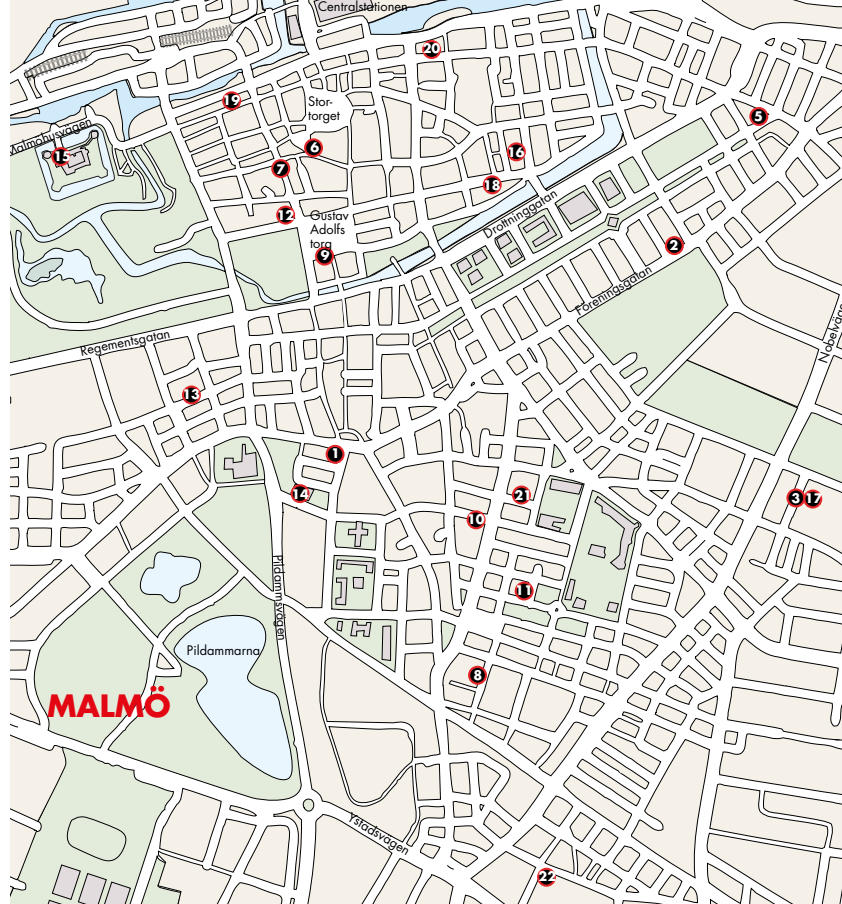 Centralstationen
20
19
Stor-
torget
5
Malmöhusvägen
6
16
15
7
18
12
Gustav
Adolfs
torg
Drottninggatan
9
2
Föreningsgatan
Nobelvägen
Regementsgatan
13
1
14
21
3
17
10
Pildammsvägen
11
Pildammarna
8
MALMÖ
Ystadsvägen
22